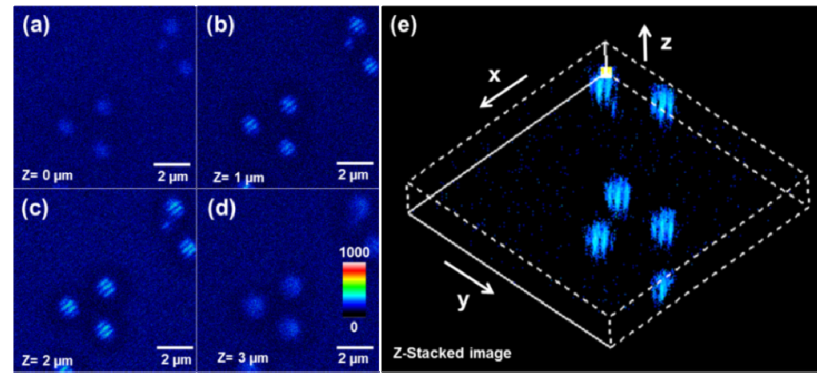 (a)
Z= 0 µm
2 µm
(b)
Z= 1 µm
2 µm
(c)
Z= 2 µm
2 µm
(d)
1000
0
Z= 3 µm
2 µm
(e)
x
z
y
Z-Stacked image